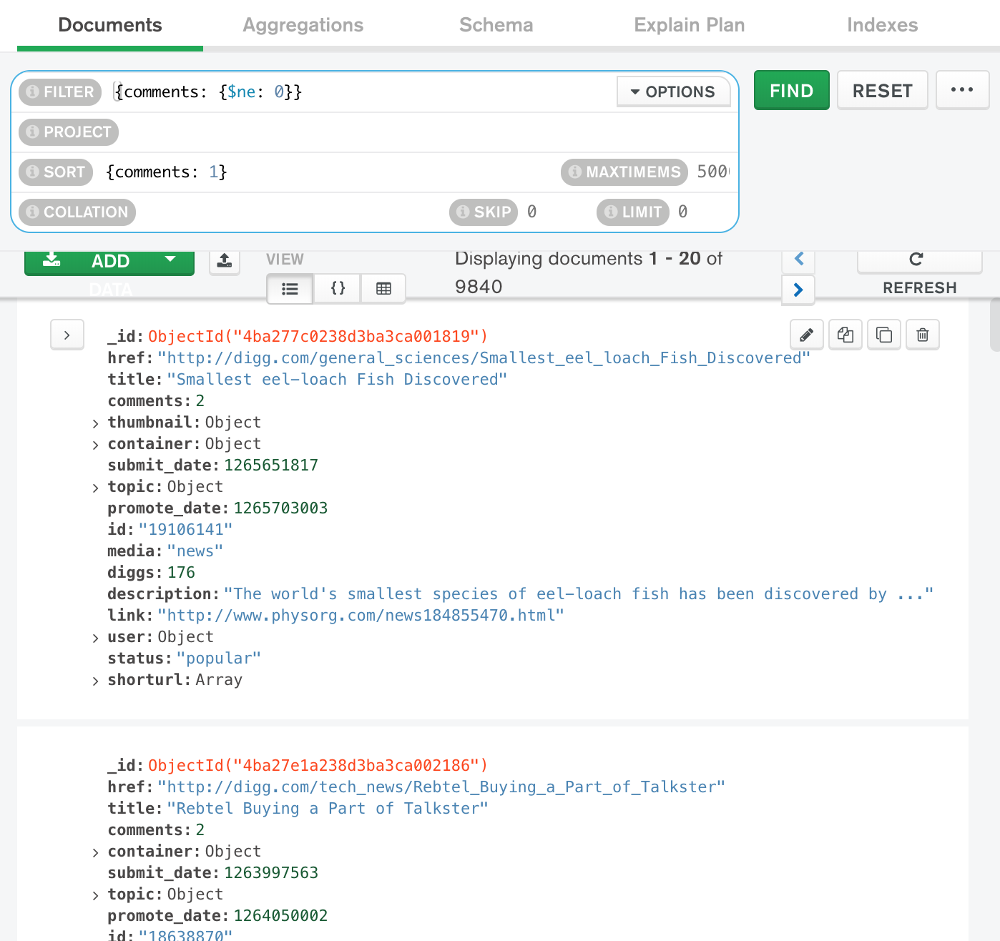 Documents Aggregations Schema Explain Plan Indexes
FILTER {comments: {$ne: 0}} OPTIONS FIND RESET ...
PROJECT
SORT {comments: 1} MAXTIMEMS 5000
COLLATION SKIP 0 LIMIT 0
ADD DATA VIEW Displaying documents 1 - 20 of
9840
REFRESH
_id: ObjectId("4ba277c0238d3ba3ca001819")
href: "http://digg.com/general_sciences/Smallest_eel_loach_Fish_Discovered"
title: "Smallest eel-loach Fish Discovered"
comments: 2
thumbnail: Object
container: Object
submit_date: 1265651817
topic: Object
promote_date: 1265703003
id: "19106141"
media: "news"
diggs: 176
description: "The world's smallest species of eel-loach fish has been discovered by ..."
link: "http://www.physorg.com/news184855470.html"
user: Object
status: "popular"
shorturl: Array
_id: ObjectId("4ba27e1a238d3ba3ca002186")
href: "http://digg.com/tech_news/Rebtel_Buying_a_Part_of_Talkster"
title: "Rebtel Buying a Part of Talkster"
comments: 2
container: Object
submit_date: 1263997563
topic: Object
promote_date: 1264050002
id: "18638870"